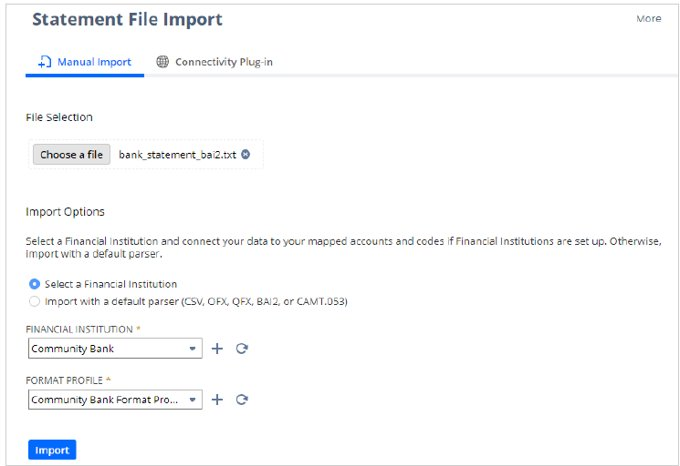 Statement File Import
More
Manual Import
Connectivity Plug-in
File Selection
Choose a file
bank_statement_bai2.txt
Import Options
Select a Financial Institution and connect your data to your mapped accounts and codes if Financial Institutions are set up. Otherwise,
import with a default parser.
Select a Financial Institution
Import with a default parser (CSV, OFX, QFX, BAI2, or CAMT.053)
FINANCIAL INSTITUTION *
Community Bank
FORMAT PROFILE *
Community Bank Format Pro...
Import